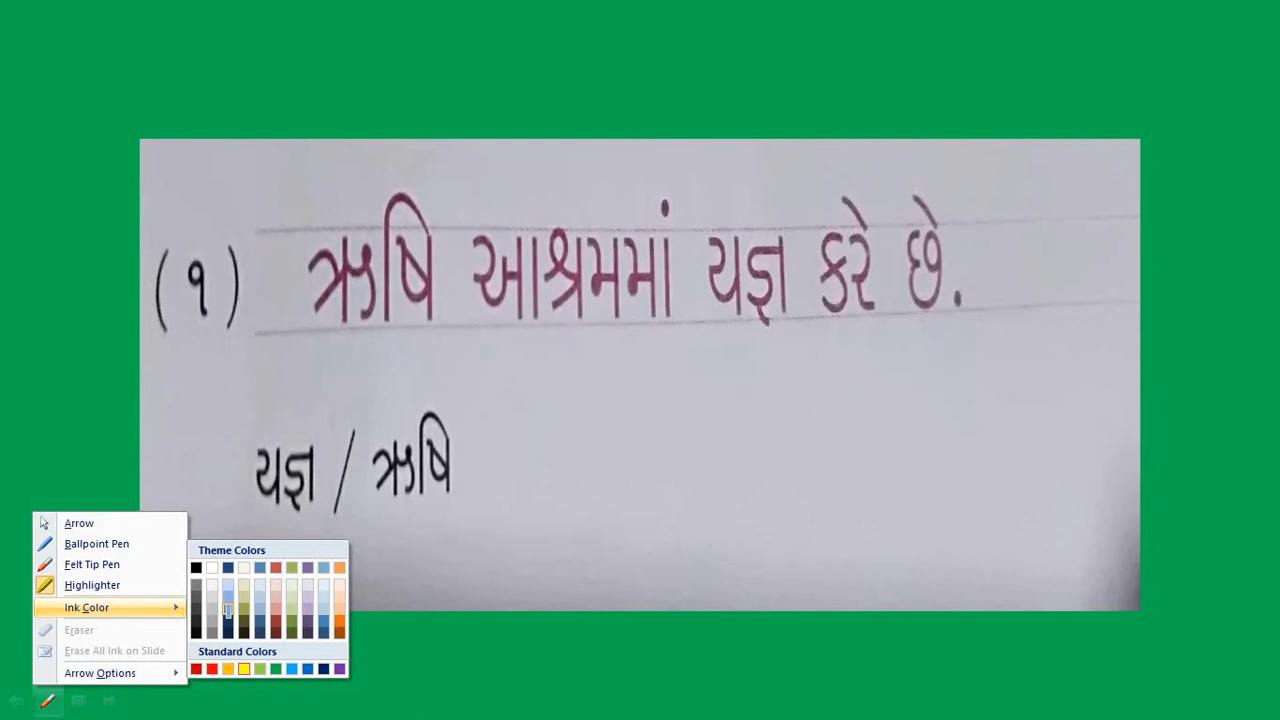 (૧) ઋષિ આશ્રમમાં યજ્ઞ કરે છે.
યજ્ઞ / ઋષિ
Arrow
Ballpoint Pen
Felt Tip Pen
Highlighter
Ink Color
Eraser
Erase All Ink on Slide
Arrow Options
Theme Colors
Standard Colors